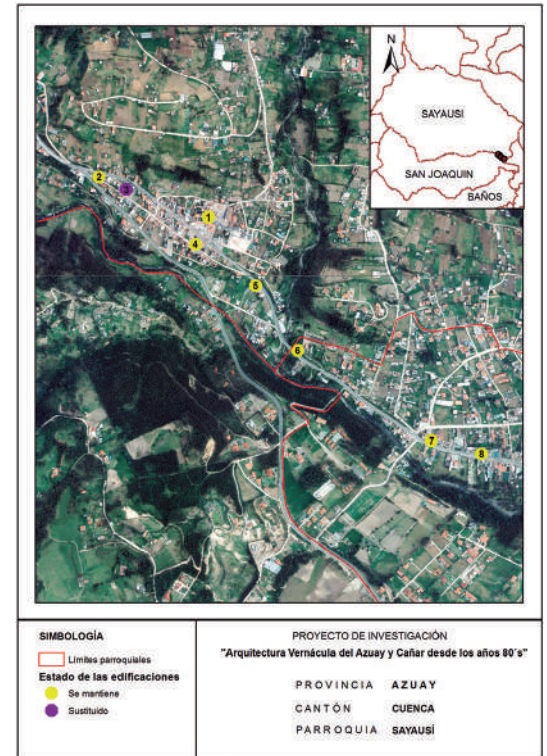 N
SAYAUSI
SAN JOAQUIN
BAÑOS
2
3
1
4
5
6
7
8
SIMBOLOGÍA
Limites parroquiales
Estado de las edificaciones
Se mantiene
Sustituido
PROYECTO DE INVESTIGACIÓN
"Arquitectura Vernácula del Azuay y Cañar desde los años 80´s"
PROVINCIA AZUAY
CANTÓN CUENCA
PARROQUIA SAYAUSÍ